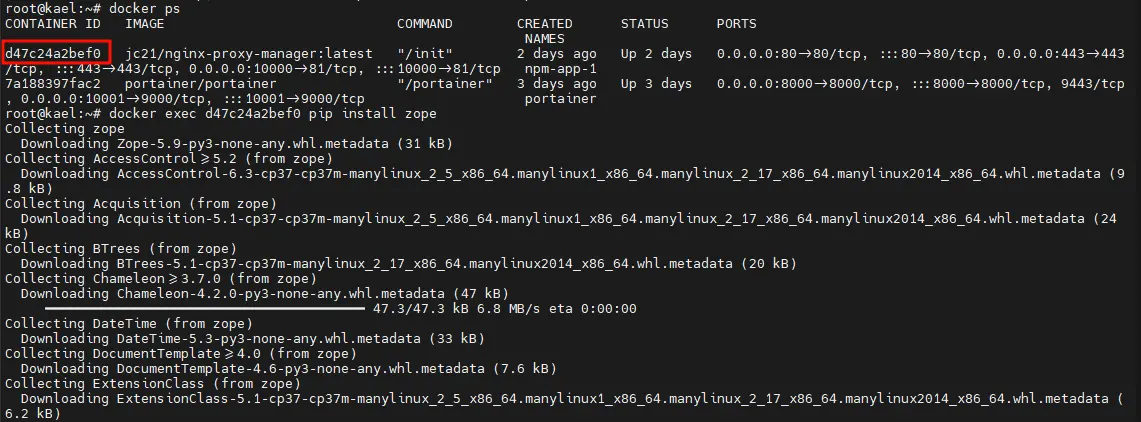 root@kael:~# docker ps
CONTAINER ID   IMAGE                             COMMAND        CREATED      STATUS      PORTS
                                                                NAMES
d47c24a2bef0   jc21/nginx-proxy-manager:latest   "/init"        2 days ago   Up 2 days   0.0.0.0:80→80/tcp, :::80→80/tcp, 0.0.0.0:443→443
/tcp, :::443→443/tcp, 0.0.0.0:10000→81/tcp, :::10000→81/tcp   npm-app-1
7a188397fac2   portainer/portainer               "/portainer"   3 days ago   Up 3 days   0.0.0.0:8000→8000/tcp, :::8000→8000/tcp, 9443/tcp
, 0.0.0.0:10001→9000/tcp, :::10001→9000/tcp                     portainer
root@kael:~# docker exec d47c24a2bef0 pip install zope
Collecting zope
  Downloading Zope-5.9-py3-none-any.whl.metadata (31 kB)
Collecting AccessControl≥5.2 (from zope)
  Downloading AccessControl-6.3-cp37-cp37m-manylinux_2_5_x86_64.manylinux1_x86_64.manylinux_2_17_x86_64.manylinux2014_x86_64.whl.metadata (9
.8 kB)
Collecting Acquisition (from zope)
  Downloading Acquisition-5.1-cp37-cp37m-manylinux_2_5_x86_64.manylinux1_x86_64.manylinux_2_17_x86_64.manylinux2014_x86_64.whl.metadata (24
kB)
Collecting BTrees (from zope)
  Downloading BTrees-5.1-cp37-cp37m-manylinux_2_17_x86_64.manylinux2014_x86_64.whl.metadata (20 kB)
Collecting Chameleon≥3.7.0 (from zope)
  Downloading Chameleon-4.2.0-py3-none-any.whl.metadata (47 kB)
     ━━━━━━━━━━━━━━━━━━━━━━━━━━━━━━━━━━━━━━━━ 47.3/47.3 kB 6.8 MB/s eta 0:00:00
Collecting DateTime (from zope)
  Downloading DateTime-5.3-py3-none-any.whl.metadata (33 kB)
Collecting DocumentTemplate≥4.0 (from zope)
  Downloading DocumentTemplate-4.6-py3-none-any.whl.metadata (7.6 kB)
Collecting ExtensionClass (from zope)
  Downloading ExtensionClass-5.1-cp37-cp37m-manylinux_2_5_x86_64.manylinux1_x86_64.manylinux_2_17_x86_64.manylinux2014_x86_64.whl.metadata (
6.2 kB)